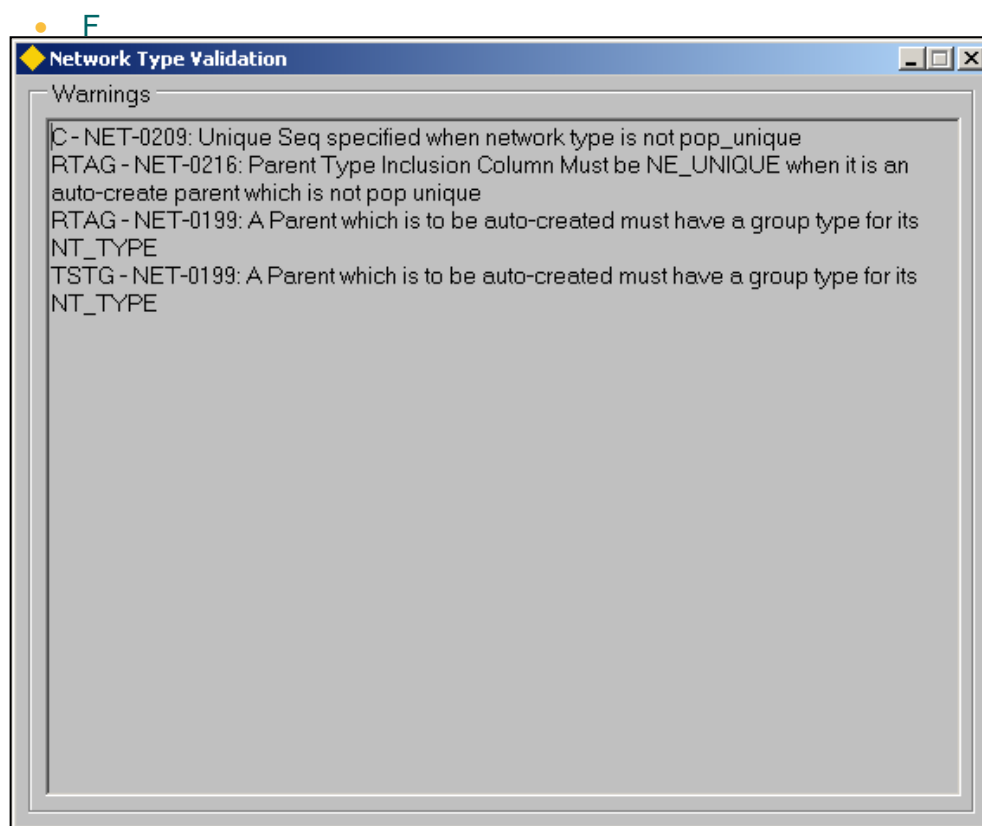 • F
Network Type Validation
Warnings
C - NET-0209: Unique Seq specified when network type is not pop_unique
RTAG - NET-0216: Parent Type Inclusion Column Must be NE_UNIQUE when it is an
auto-create parent which is not pop unique
RTAG - NET-0199: A Parent which is to be auto-created must have a group type for its
NT_TYPE
TSTG - NET-0199: A Parent which is to be auto-created must have a group type for its
NT_TYPE